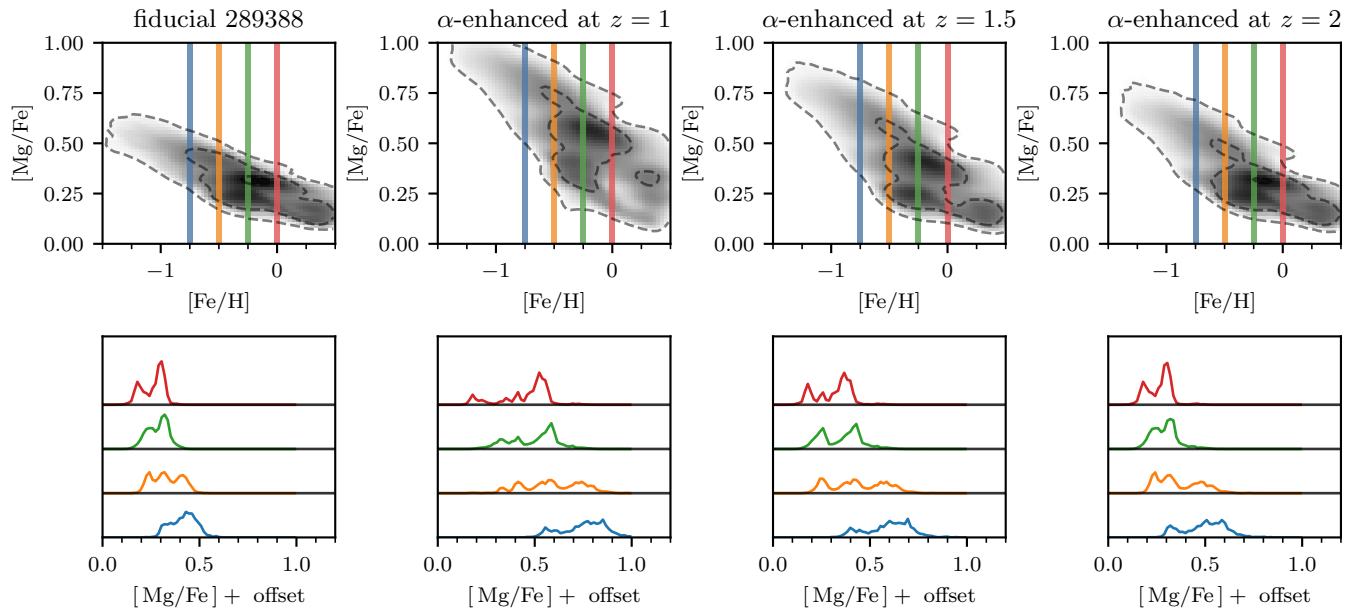 fiducial 289388
α-enhanced at z = 1
α-enhanced at z = 1.5
α-enhanced at z = 2
1.00 1.00 1.00 1.00
0.75 0.75 0.75 0.75
0.50 0.50 0.50 0.50
0.25 0.25 0.25 0.25
0.00 0.00 0.00 0.00
[Mg/Fe] [Mg/Fe] [Mg/Fe] [Mg/Fe]
−1 0 −1 0 −1 0 −1 0
[Fe/H] [Fe/H] [Fe/H] [Fe/H]
0.0 0.5 1.0 0.0 0.5 1.0 0.0 0.5 1.0 0.0 0.5 1.0
[Mg/Fe] + offset [Mg/Fe] + offset [Mg/Fe] + offset [Mg/Fe] + offset